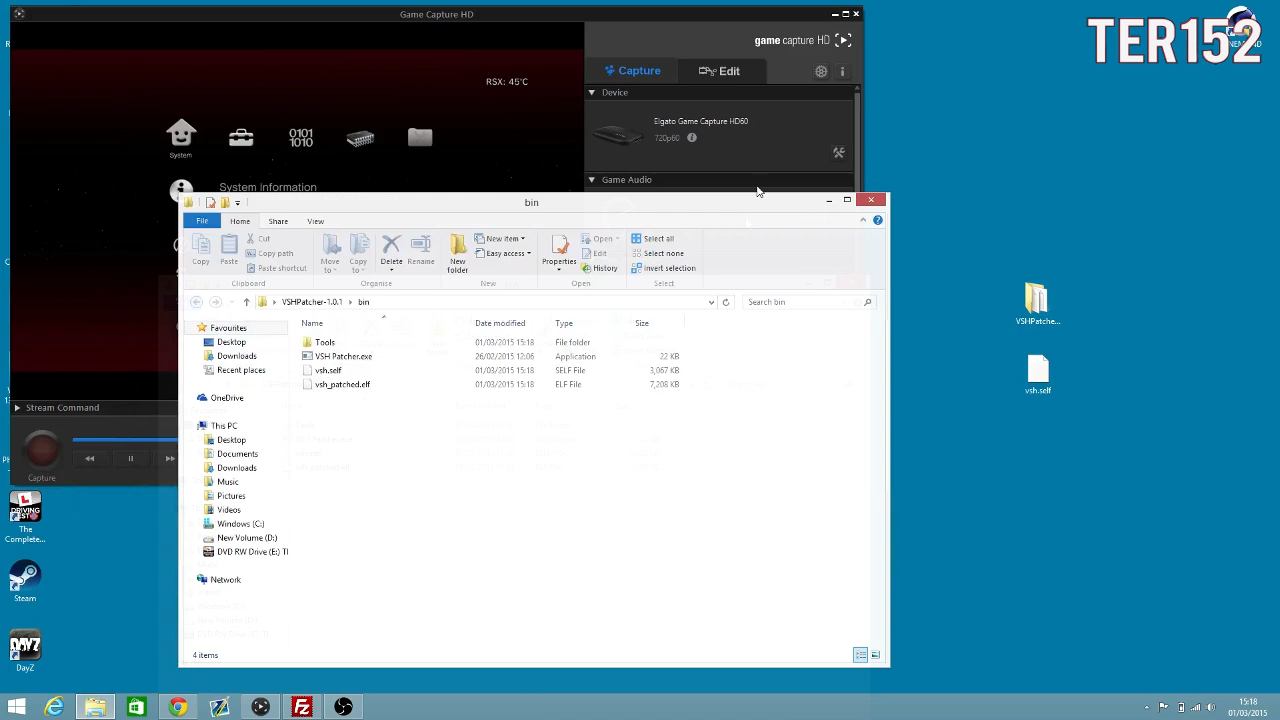 Game Capture HD
TER152
game capture HD
RSX: 45°C
Capture
Edit
Device
Elgato Game Capture HD60
720p60
System
System Information
Game Audio
bin
File
Home
Share
View
Copy
Paste
Cut
Copy path
Paste shortcut
Move to
Copy to
Delete
Rename
New folder
New item
Easy access
Properties
Open
Edit
History
Select all
Select none
Invert selection
Clipboard
New
Open
Select
VSHPatcher-1.0.1
bin
Search bin
Name
Date modified
Type
Size
Tools
01/03/2015 15:18
File folder
VSH Patcher.exe
26/02/2015 12:06
Application
22 KB
vsh.self
01/03/2015 15:18
SELF File
3,067 KB
vsh_patched.elf
01/03/2015 15:18
ELF File
7,208 KB
Favourites
Desktop
Downloads
Recent places
OneDrive
This PC
Desktop
Documents
Downloads
Music
Pictures
Videos
Windows (C:)
New Volume (D:)
DVD RW Drive (E:) TI
Network
4 items
Stream Command
Capture
VSHPatche...
vsh.self
The Complete...
Steam
DAYZ
DayZ
15:18
01/03/2015